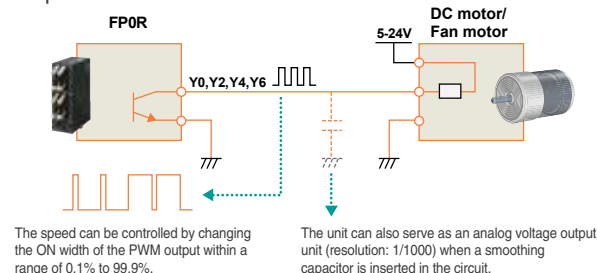 FP0R
DC motor/
Fan motor
5-24V
Y0,Y2,Y4,Y6
The speed can be controlled by changing
the ON width of the PWM output within a
range of 0.1% to 99.9%.
The unit can also serve as an analog voltage output
unit (resolution: 1/1000) when a smoothing
capacitor is inserted in the circuit.